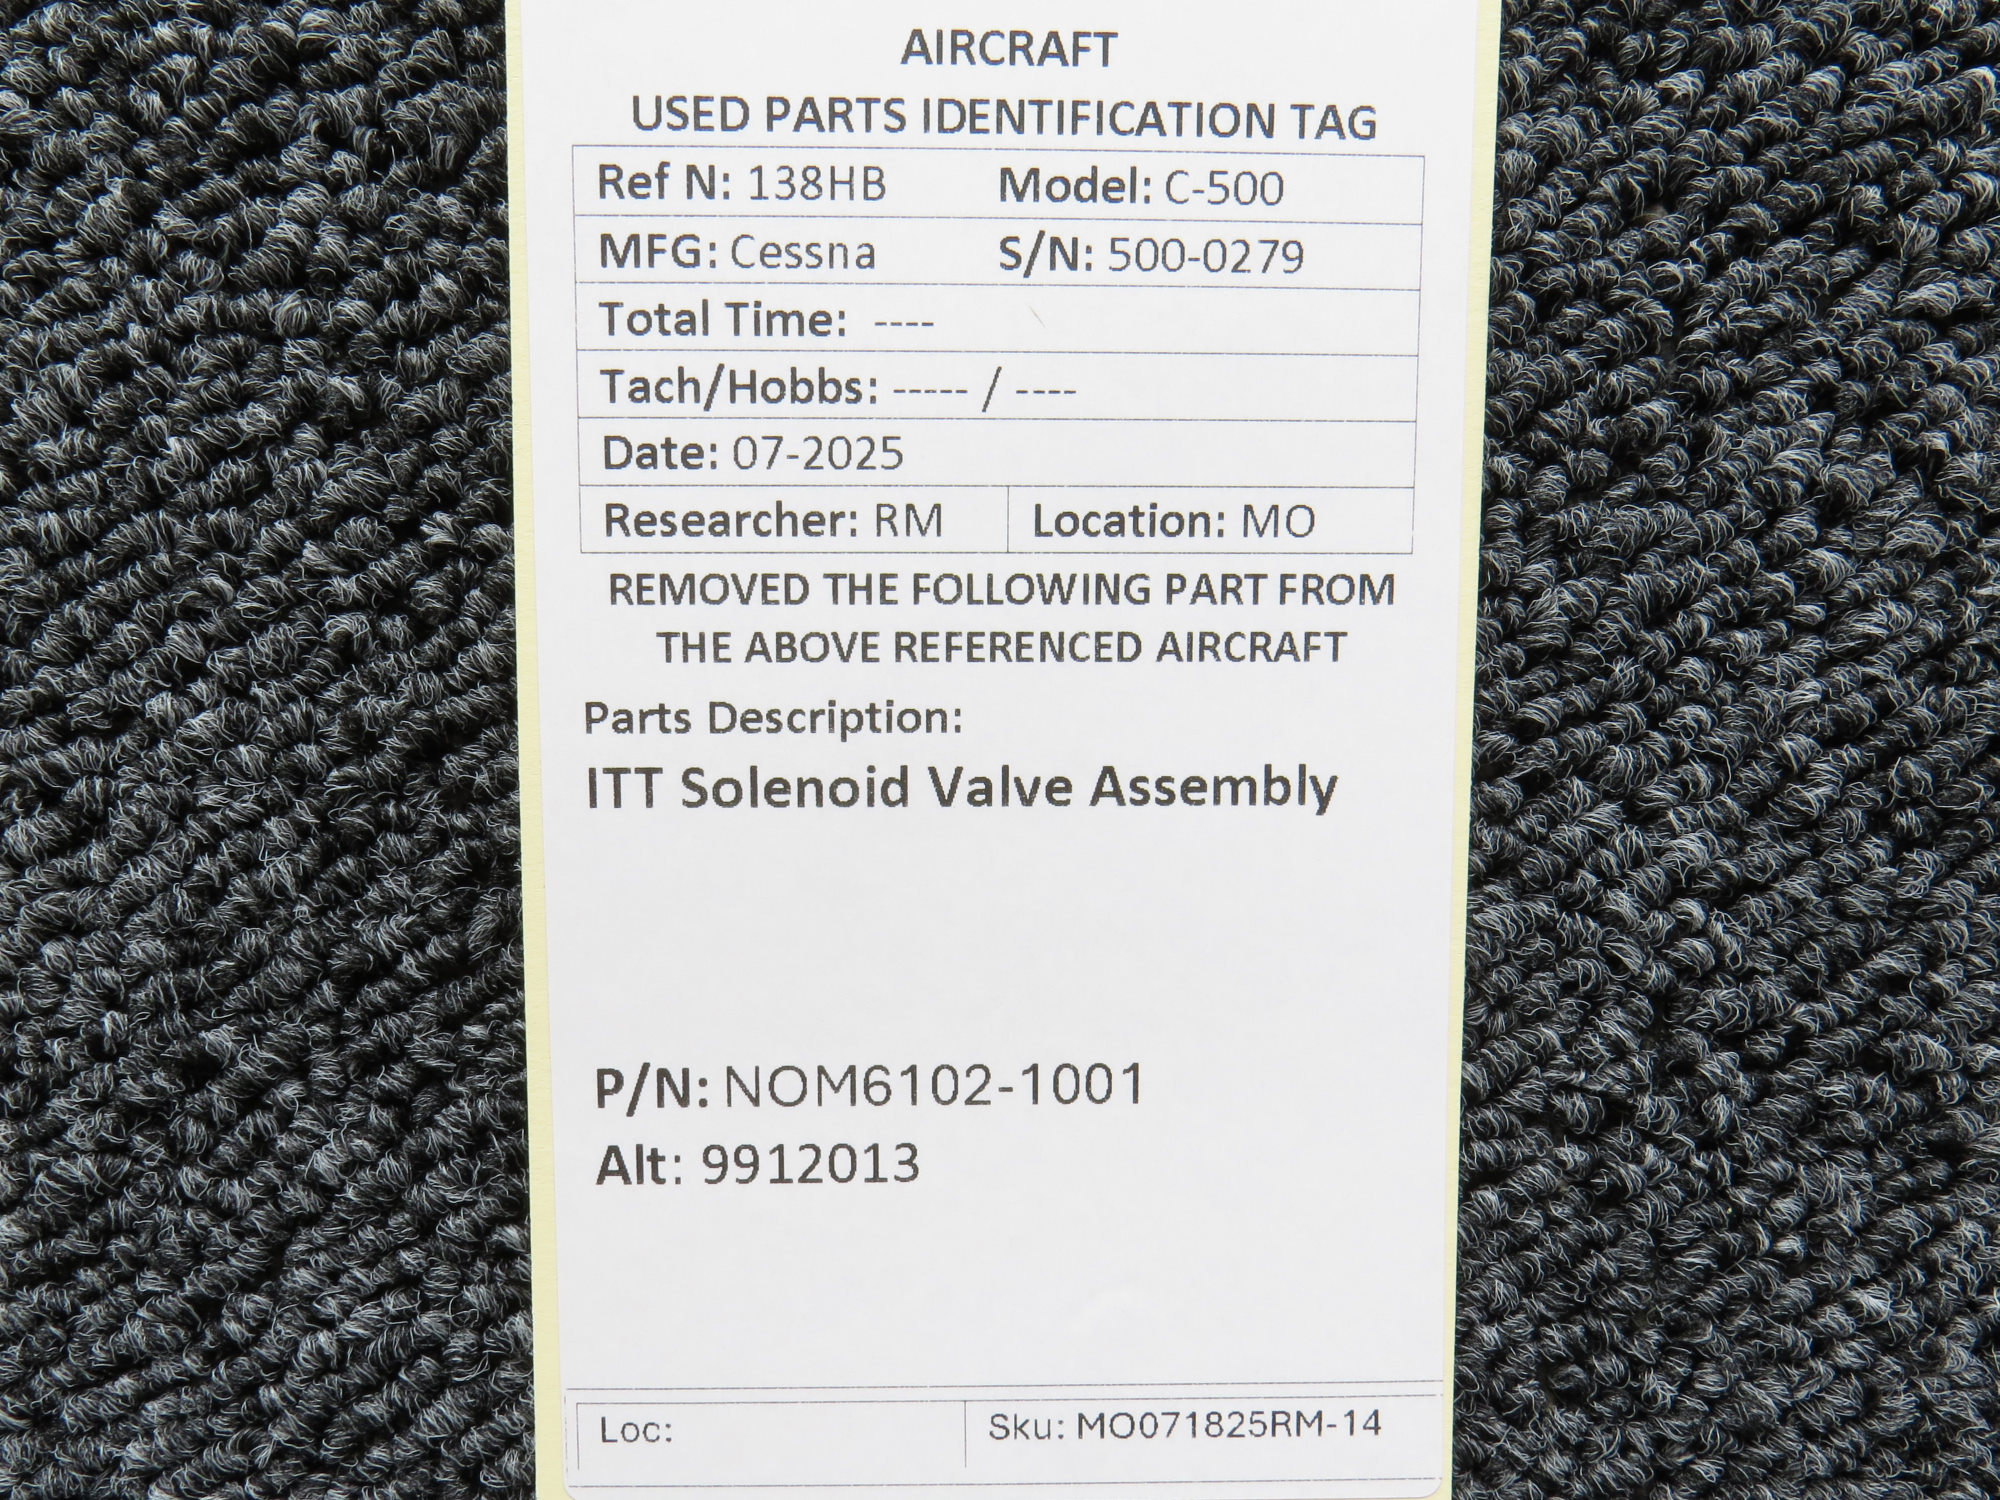 AIRCRAFT
USED PARTS IDENTIFICATION TAG
Ref N: 138HB Model: C-500
MFG: Cessna S/N: 500-0279
Total Time: ----
Tach/Hobbs: ----- / ----
Date: 07-2025
Researcher: RM Location: MO
REMOVED THE FOLLOWING PART FROM
THE ABOVE REFERENCED AIRCRAFT
Parts Description:
ITT Solenoid Valve Assembly
P/N: NOM6102-1001
Alt: 9912013
Loc: Sku: MO071825RM-14